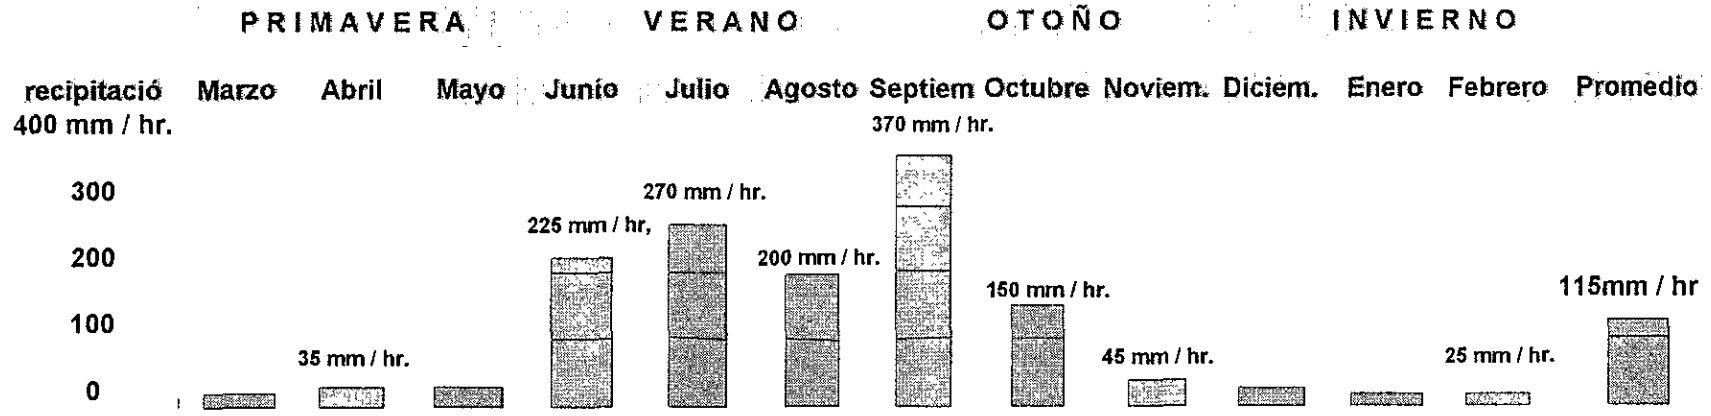 PRIMAVERA VERANO OTOÑO INVIERNO
recipitació Marzo Abril Mayo Junio Julio Agosto Septiem Octubre Noviem. Diciem. Enero Febrero Promedio
400 mm / hr.
370 mm / hr.
300
270 mm / hr.
225 mm / hr,
200
200 mm / hr.
150 mm / hr.
115mm / hr
100
35 mm / hr.
45 mm / hr.
25 mm / hr.
0